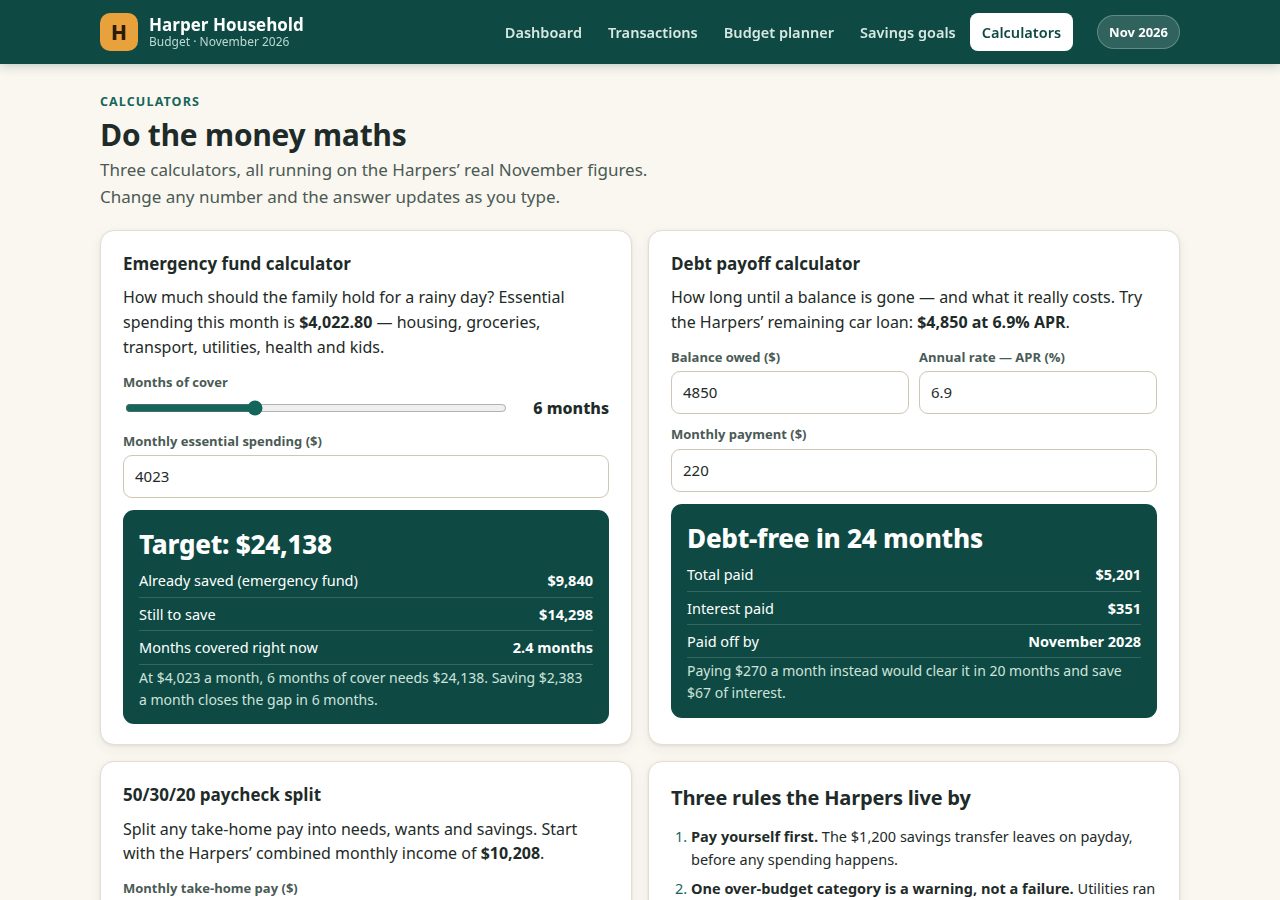 H
Harper Household
Budget · November 2026
Dashboard
Transactions
Budget planner
Savings goals
Calculators
Nov 2026
CALCULATORS
Do the money maths
Three calculators, all running on the Harpers’ real November figures.
Change any number and the answer updates as you type.
Emergency fund calculator
How much should the family hold for a rainy day? Essential
spending this month is $4,022.80 — housing, groceries,
transport, utilities, health and kids.
Months of cover
6 months
Monthly essential spending ($)
4023
Target: $24,138
Already saved (emergency fund) $9,840
Still to save $14,298
Months covered right now 2.4 months
At $4,023 a month, 6 months of cover needs $24,138. Saving $2,383
a month closes the gap in 6 months.
Debt payoff calculator
How long until a balance is gone — and what it really costs. Try
the Harpers’ remaining car loan: $4,850 at 6.9% APR.
Balance owed ($) Annual rate — APR (%)
4850 6.9
Monthly payment ($)
220
Debt-free in 24 months
Total paid $5,201
Interest paid $351
Paid off by November 2028
Paying $270 a month instead would clear it in 20 months and save
$67 of interest.
50/30/20 paycheck split
Split any take-home pay into needs, wants and savings. Start
with the Harpers’ combined monthly income of $10,208.
Monthly take-home pay ($)
Three rules the Harpers live by
1. Pay yourself first. The $1,200 savings transfer leaves on payday,
before any spending happens.
2. One over-budget category is a warning, not a failure. Utilities ran